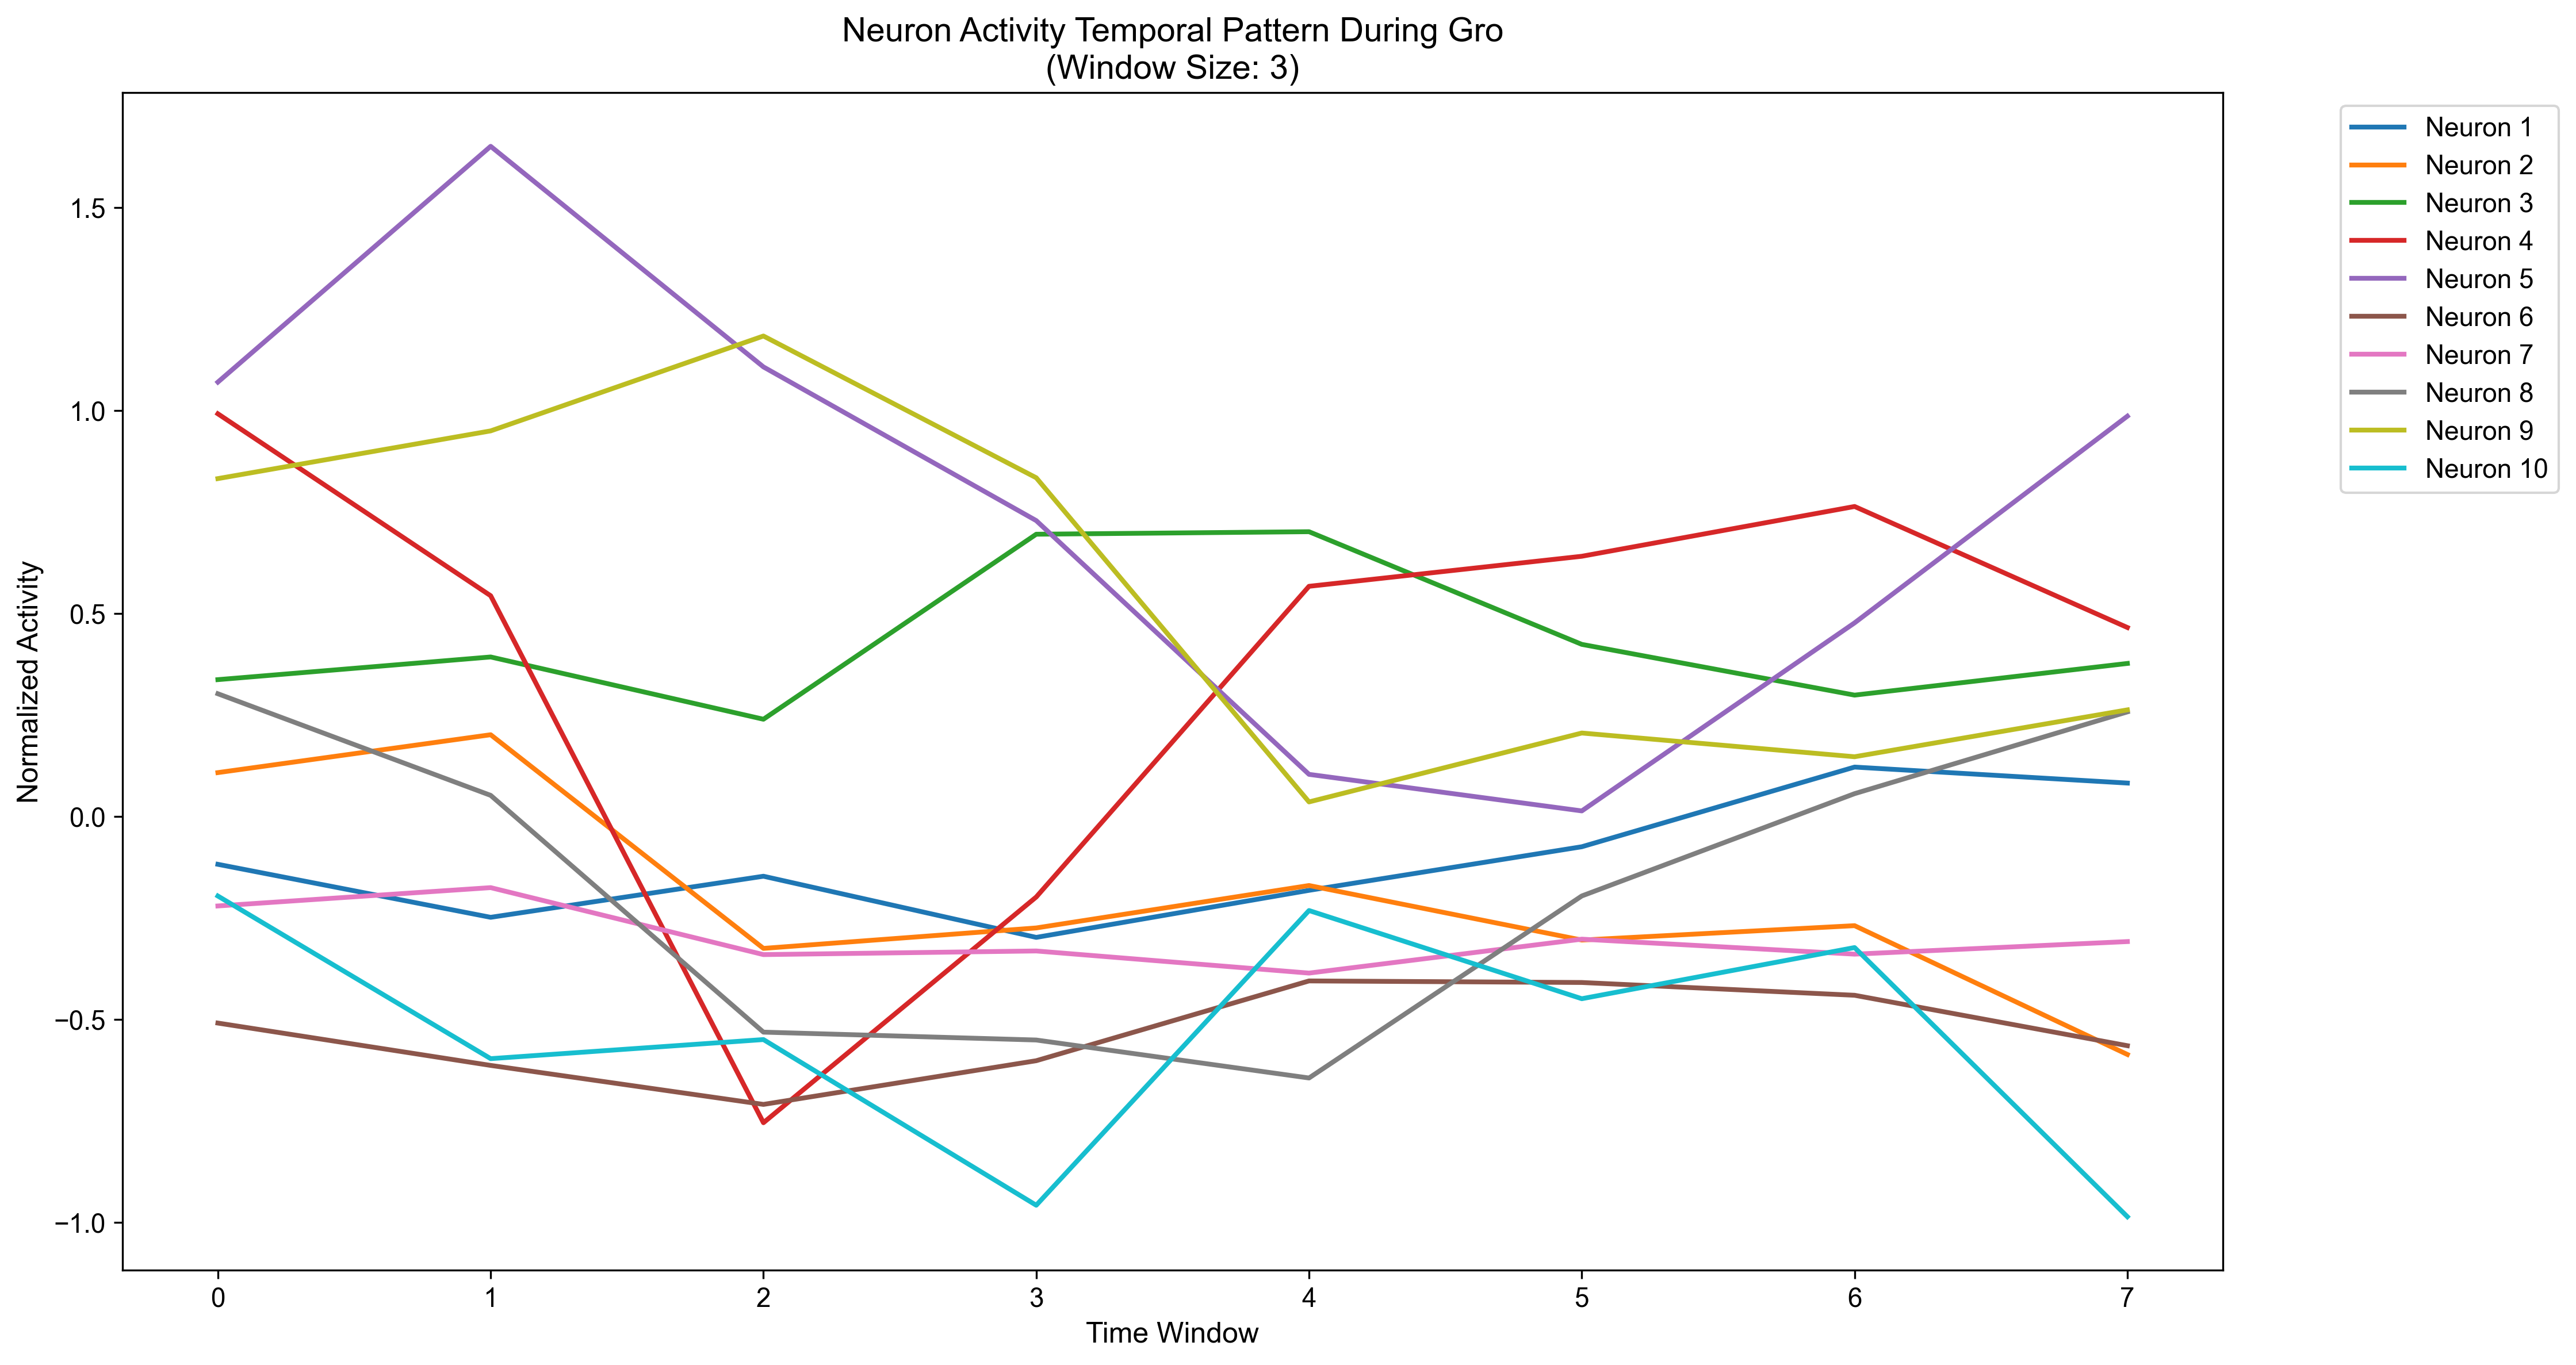 Neuron Activity Temporal Pattern During Gro
(Window Size: 3)
Normalized Activity
1.5
1.0
0.5
0.0
−0.5
−1.0
0 1 2 3 4 5 6 7
Time Window
Neuron 1
Neuron 2
Neuron 3
Neuron 4
Neuron 5
Neuron 6
Neuron 7
Neuron 8
Neuron 9
Neuron 10